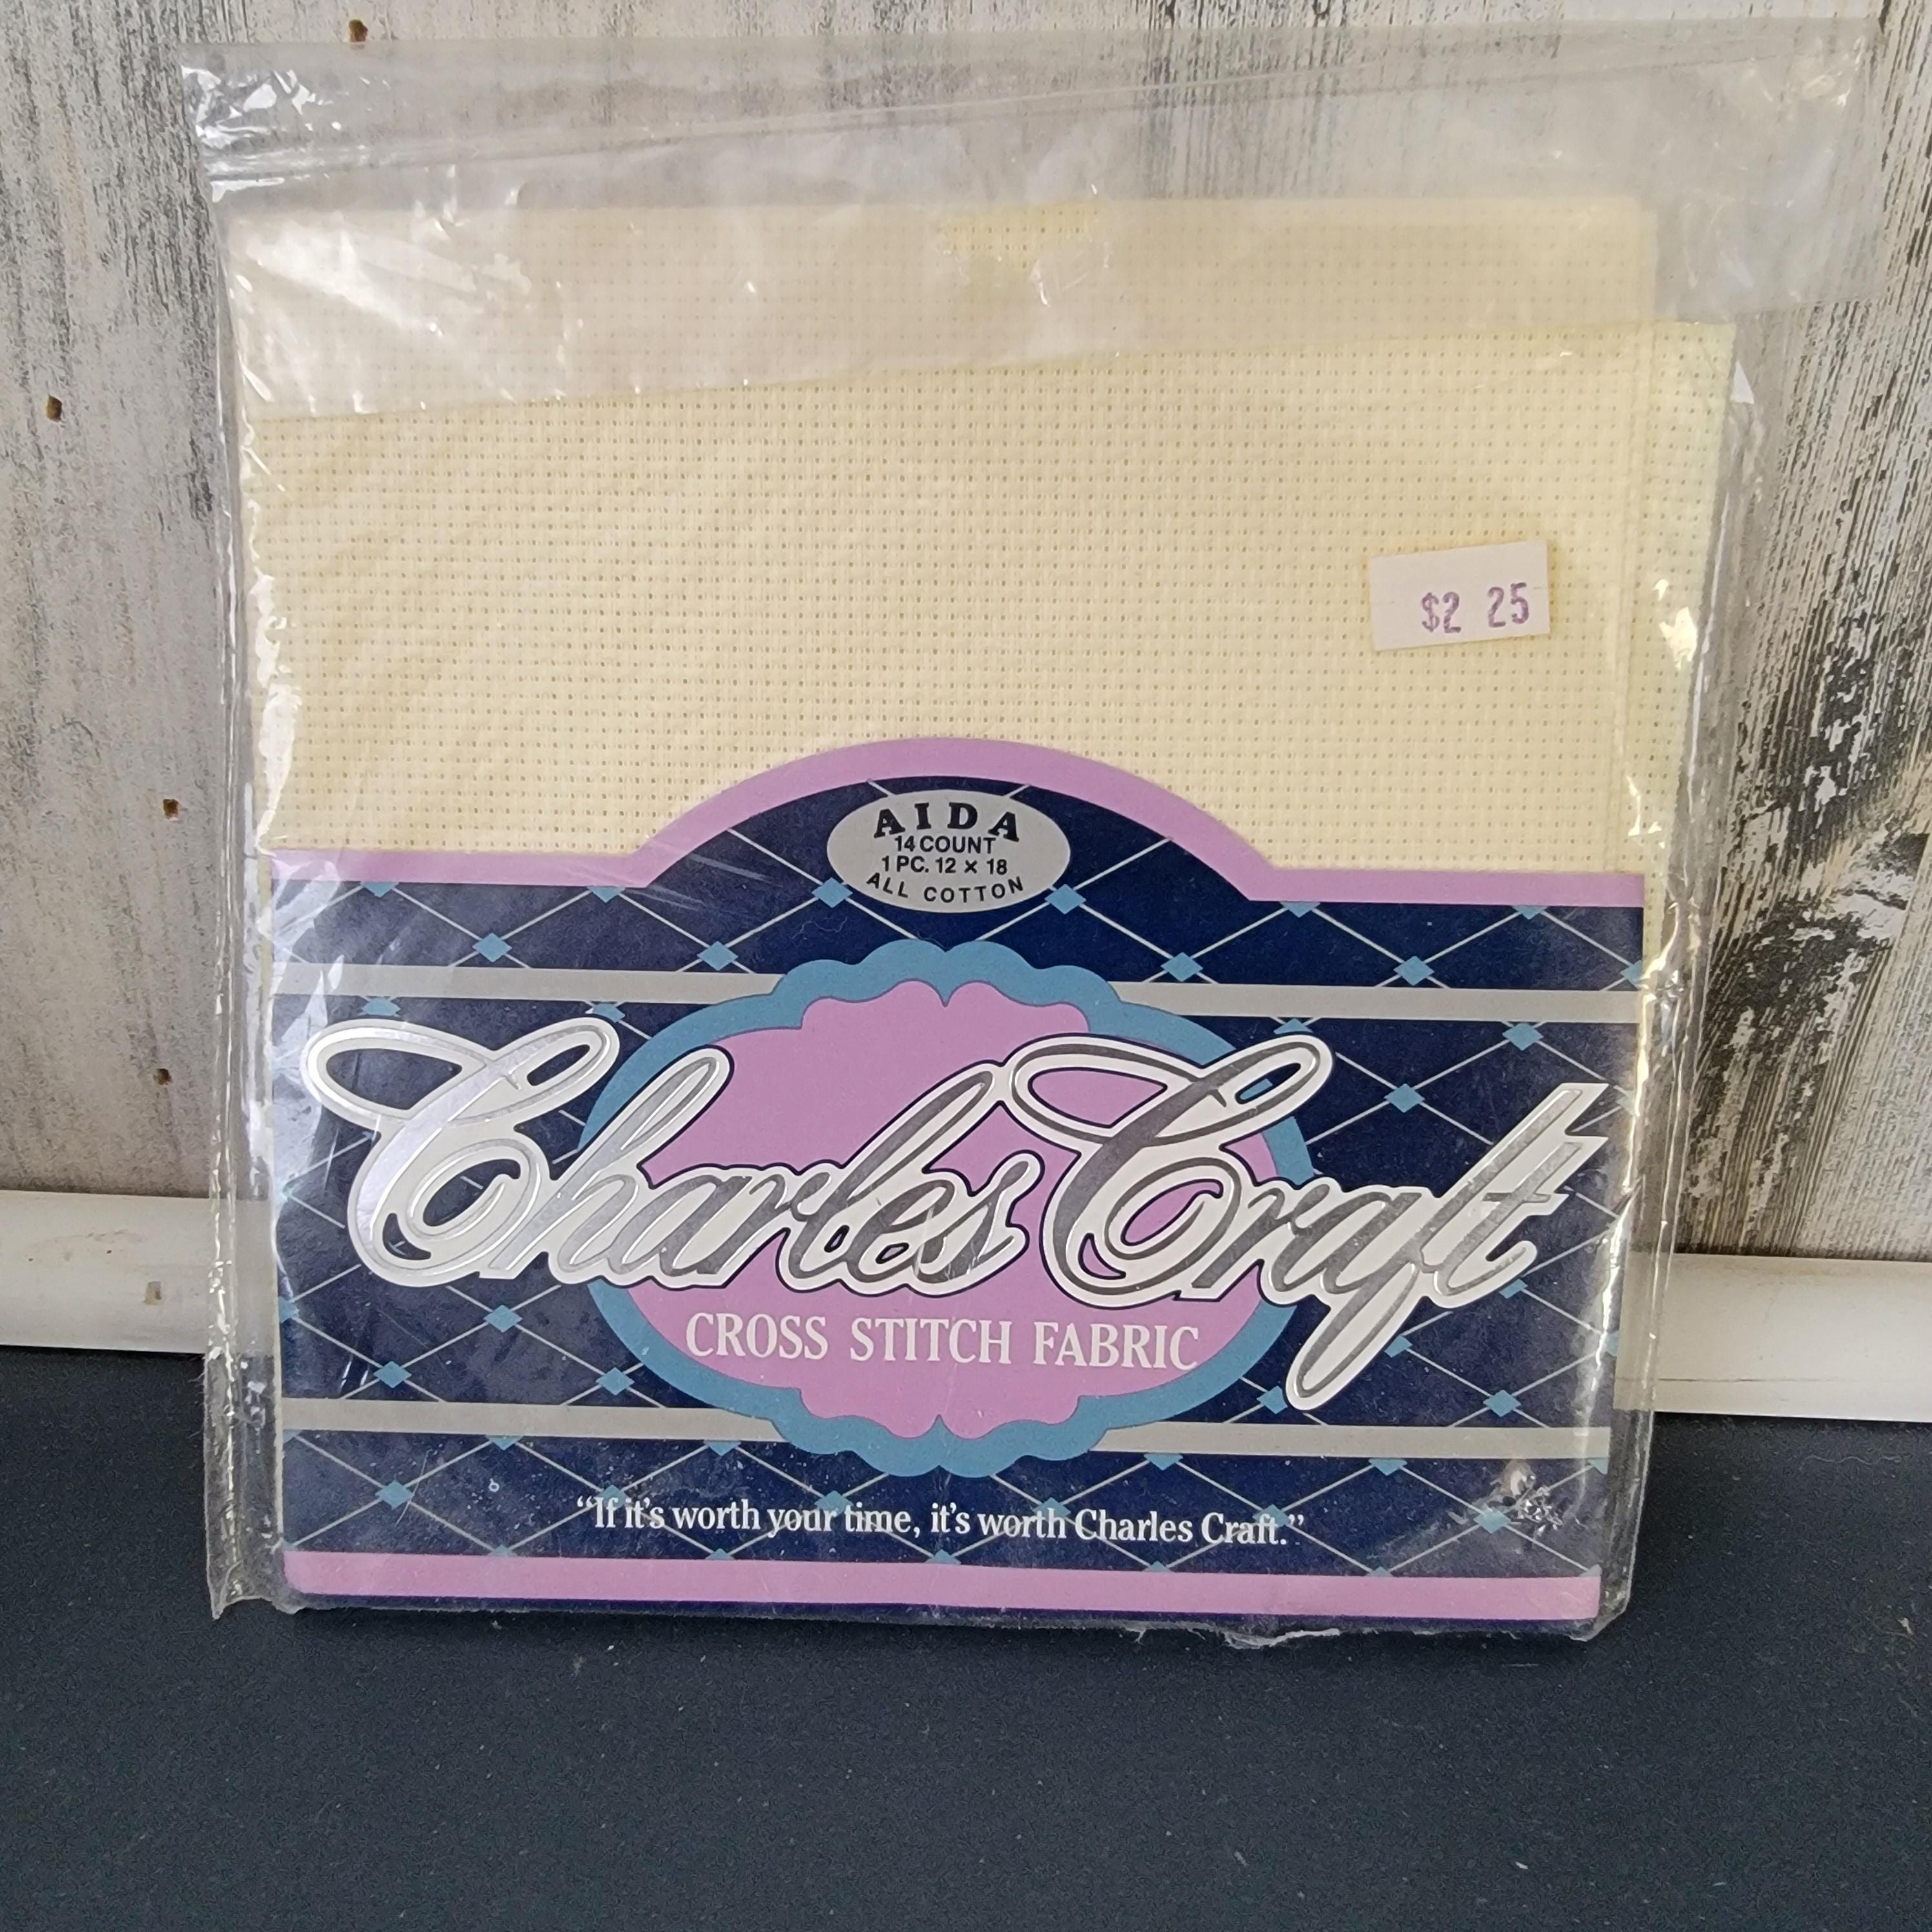 $2 25
AIDA
14 COUNT
1 PC. 12 × 18
ALL COTTON
Charles Craft
CROSS STITCH FABRIC
“If it's worth your time, it's worth Charles Craft.”